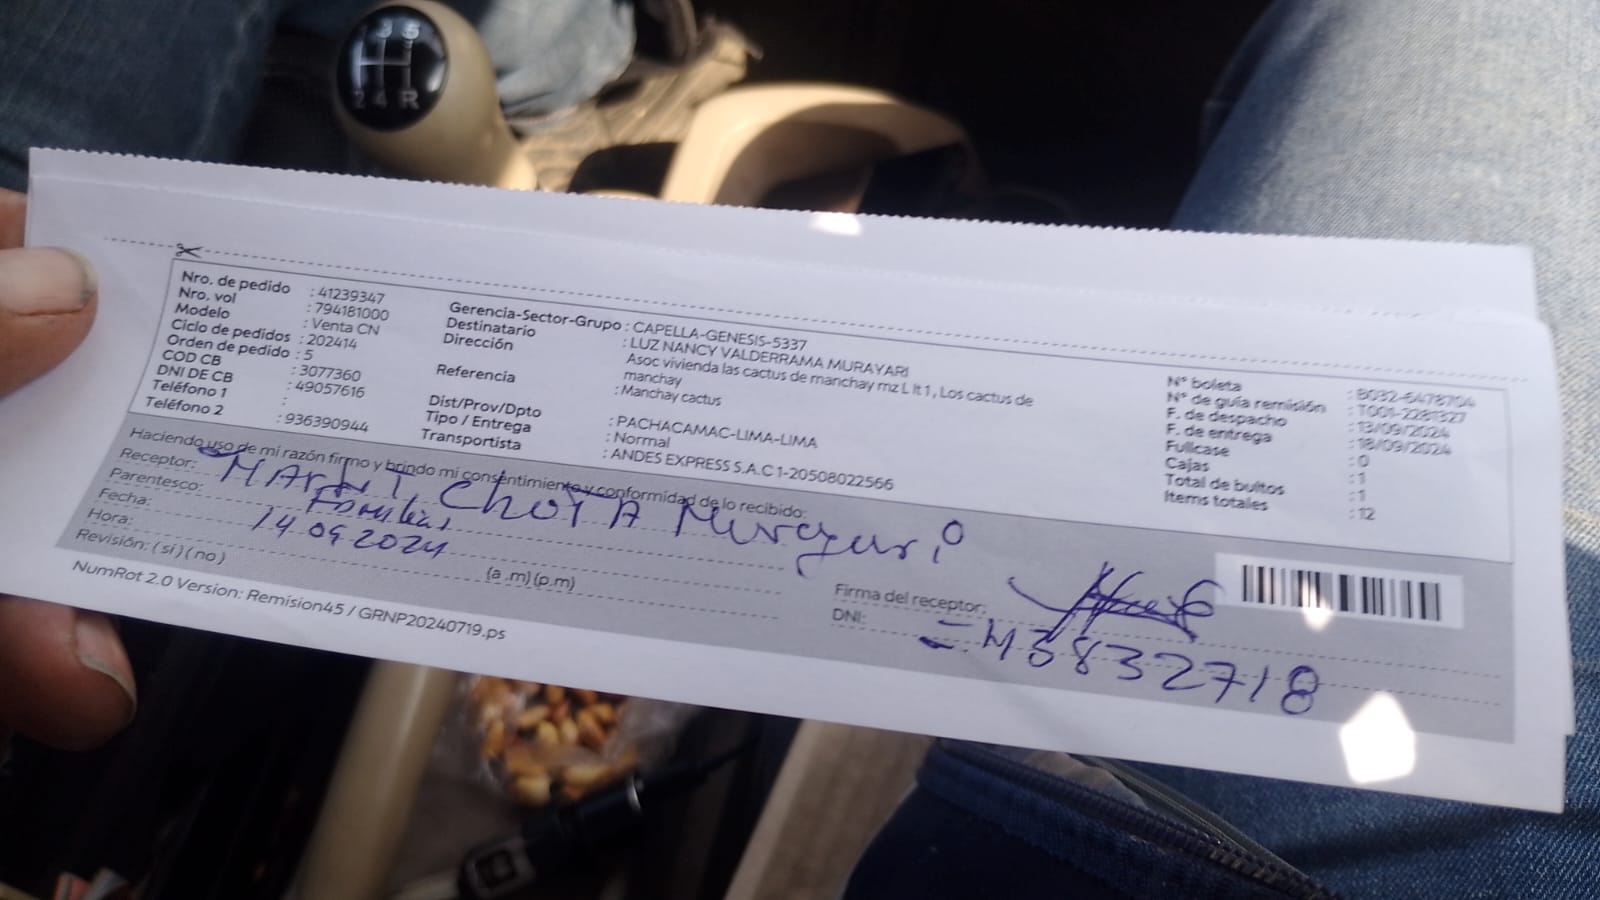 3 5
2 4 R
Nro. de pedido : 41239347
Nro. vol : 794181000
Modelo : Venta CN
Ciclo de pedidos : 202414
Orden de pedido : 5
COD CB : 3077360
DNI DE CB : 49057616
Teléfono 1 :
Teléfono 2 : 936390944
Gerencia-Sector-Grupo : CAPELLA-GENESIS-5337
Destinatario : LUZ NANCY VALDERRAMA MURAYARI
Dirección : Asoc vivienda las cactus de manchay mz L lt 1 , Los cactus de
manchay
Referencia : Manchay cactus
Dist/Prov/Dpto : PACHACAMAC-LIMA-LIMA
Tipo / Entrega : Normal
Transportista : ANDES EXPRESS S.A.C 1-20508022566
N° boleta : B032-6478704
N° de guía remisión : T001-2281327
F. de despacho : 13/09/2024
F. de entrega : 18/09/2024
Fullcase : 0
Cajas : 1
Total de bultos : 1
Items totales : 12
Haciendo uso de mi razón firmo y brindo mi consentimiento y conformidad de lo recibido:
Receptor: CHOTA
Parentesco:
Fecha: 14 09 2024
Hora: (a .m) (p.m)
Revisión: ( si ) ( no )
Firma del receptor:
DNI: 43832718
NumRot 2.0 Version: Remision45 / GRNP20240719.ps